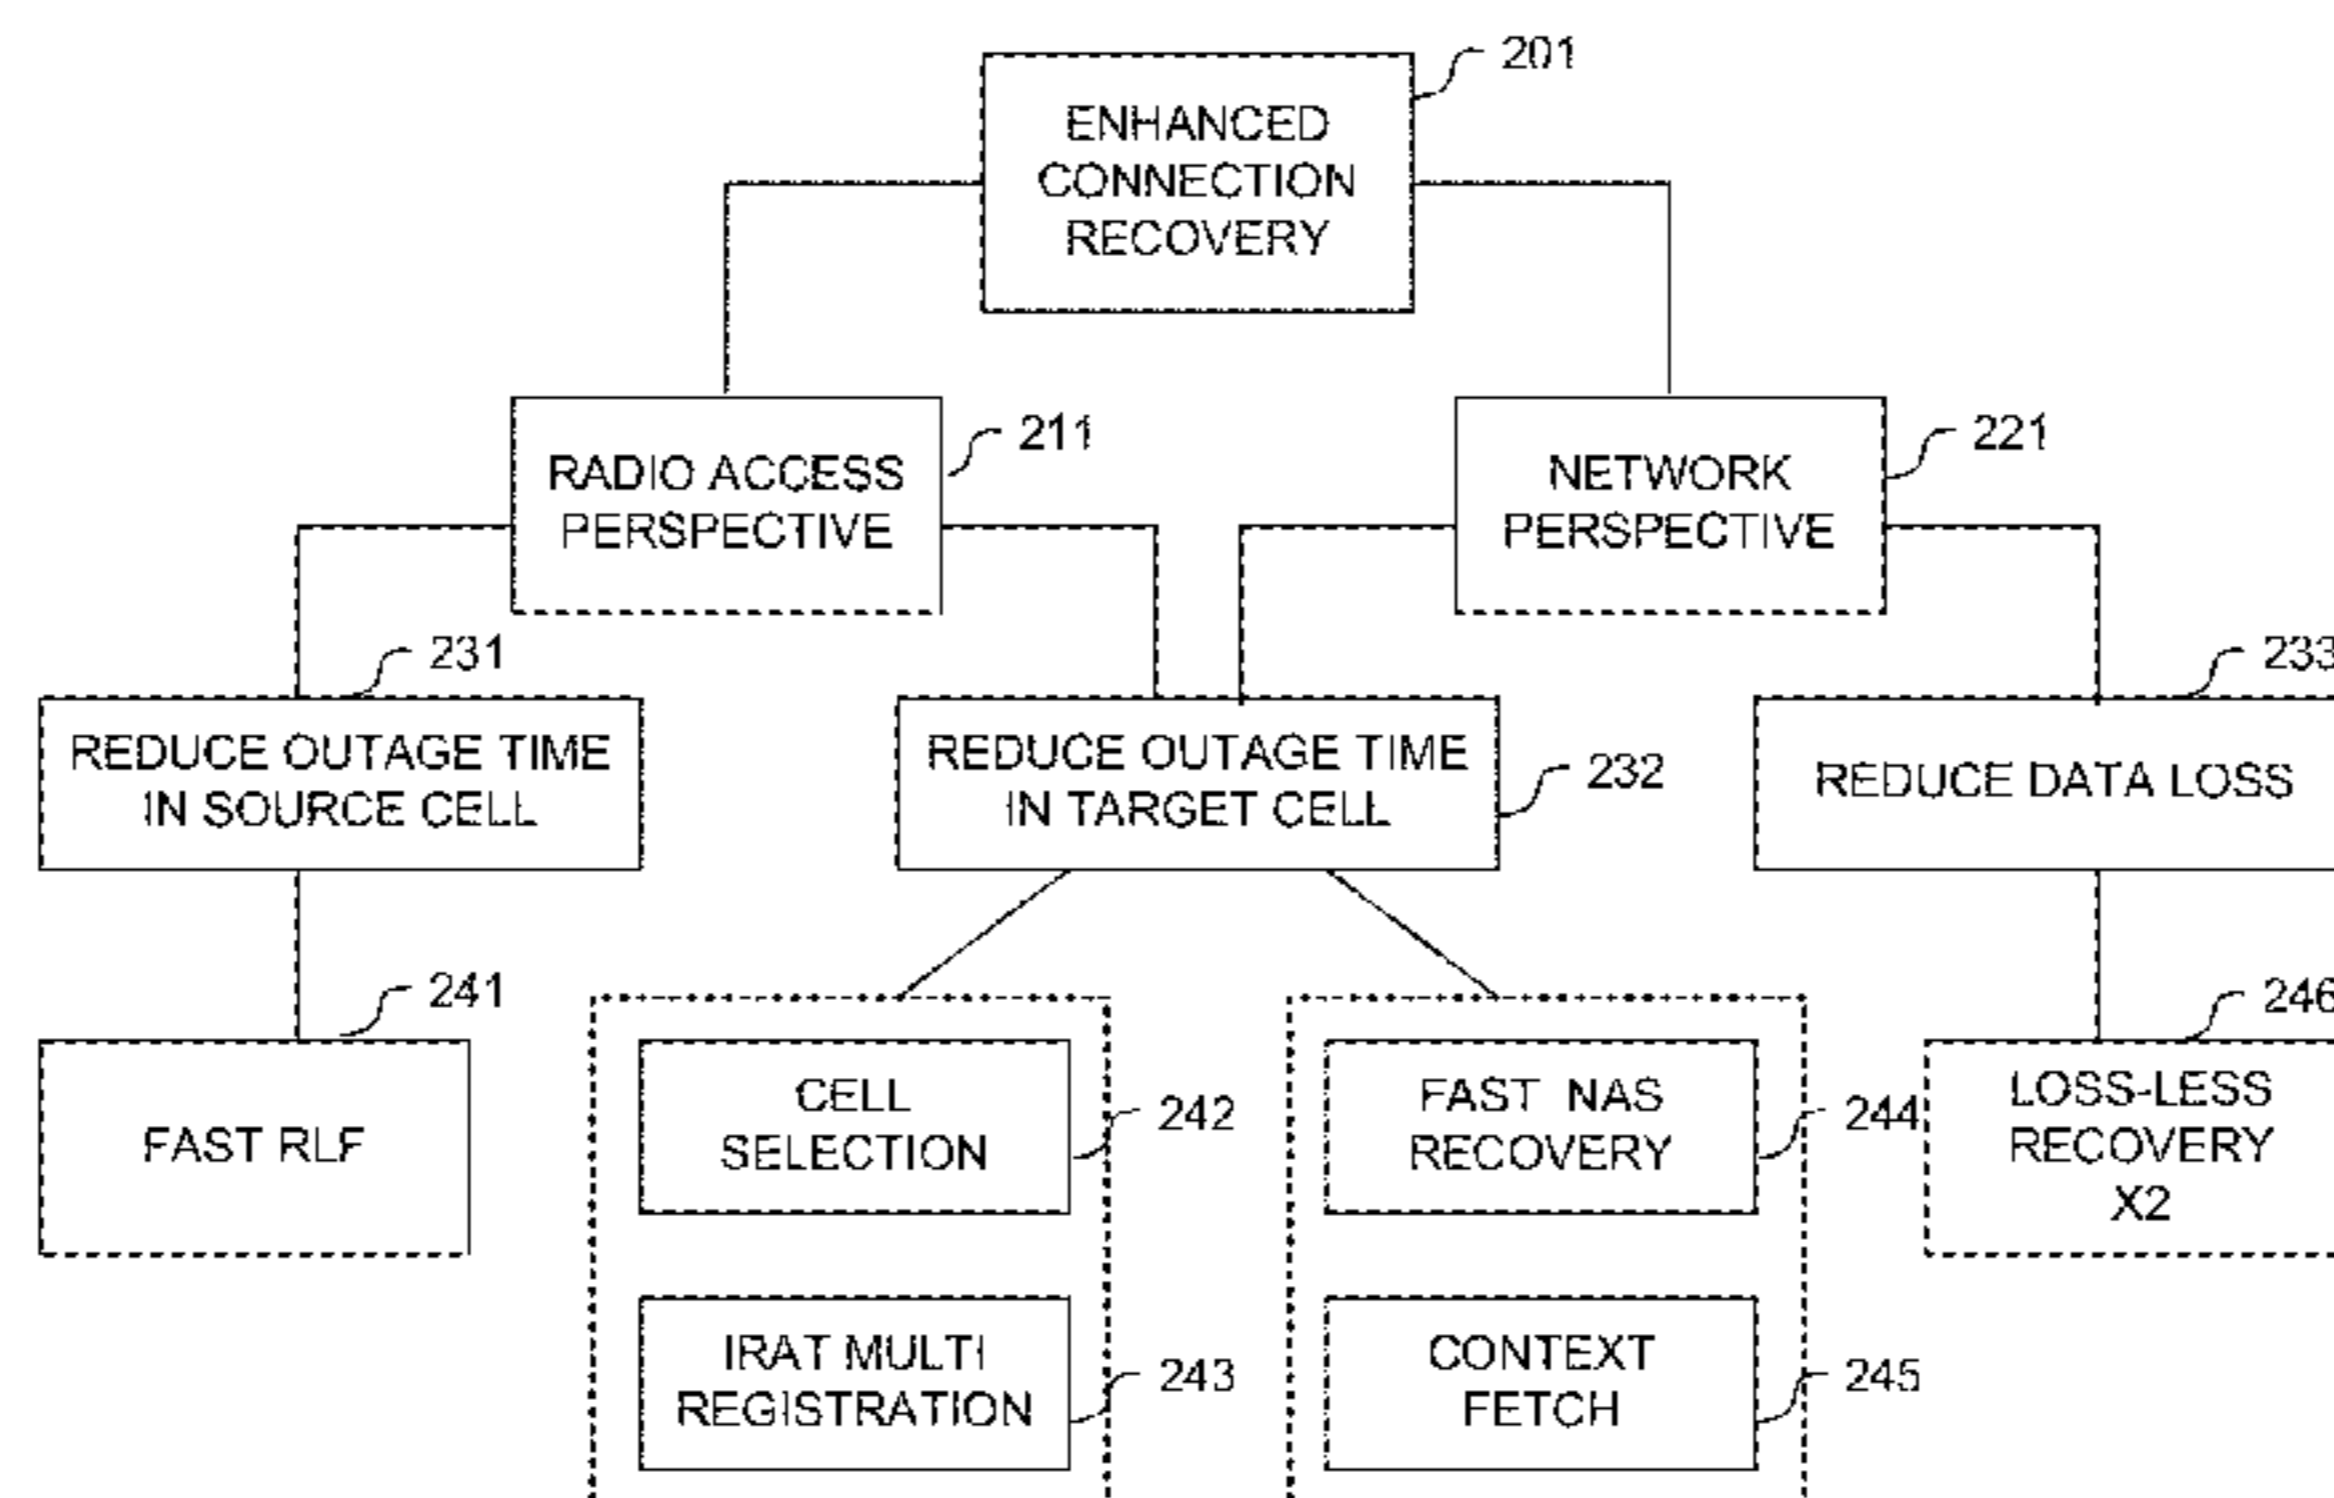 201
ENHANCED
CONNECTION
RECOVERY
211
RADIO ACCESS
PERSPECTIVE
221
NETWORK
PERSPECTIVE
231
REDUCE OUTAGE TIME
IN SOURCE CELL
232
REDUCE OUTAGE TIME
IN TARGET CELL
233
REDUCE DATA LOSS
241
FAST RLF
CELL
SELECTION
242
IRAT MULTI
REGISTRATION
243
FAST NAS
RECOVERY
244
CONTEXT
FETCH
245
246
LOSS-LESS
RECOVERY
X2